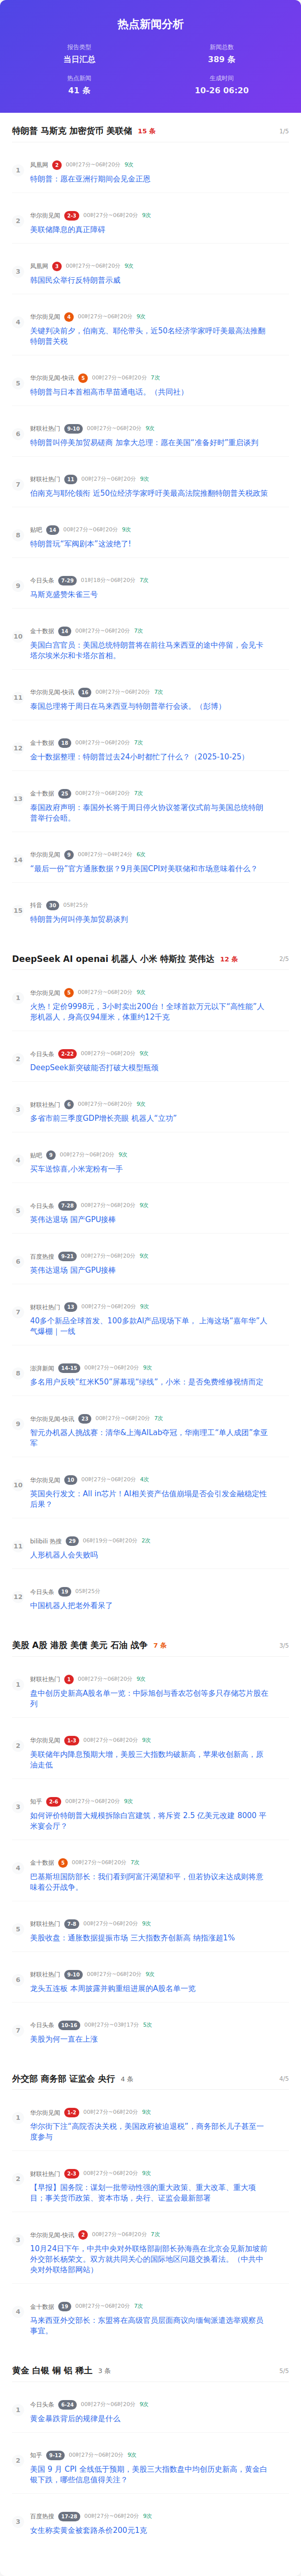 热点新闻分析
报告类型
新闻总数
当日汇总
389 条
热点新闻
生成时间
41 条
10-26 06:20
特朗普 马斯克 加密货币 美联储 15 条 1/5
1
凤凰网 2 00时27分~06时20分 9次
特朗普：愿在亚洲行期间会见金正恩
2
华尔街见闻 2-3 00时27分~06时20分 9次
美联储降息的真正障碍
3
凤凰网 3 00时27分~06时20分 9次
韩国民众举行反特朗普示威
4
华尔街见闻 4 00时27分~06时20分 9次
关键判决前夕，伯南克、耶伦带头，近50名经济学家呼吁美最高法推翻
特朗普关税
5
华尔街见闻-快讯 5 00时27分~06时20分 7次
特朗普与日本首相高市早苗通电话。（共同社）
6
财联社热门 9-10 00时27分~06时20分 9次
特朗普叫停美加贸易磋商 加拿大总理：愿在美国“准备好时”重启谈判
7
财联社热门 11 00时27分~06时20分 9次
伯南克与耶伦领衔 近50位经济学家呼吁美最高法院推翻特朗普关税政策
8
贴吧 14 00时27分~06时20分 9次
特朗普玩“军阀剧本”这波绝了!
9
今日头条 7-29 01时18分~06时20分 7次
马斯克盛赞朱雀三号
10
金十数据 14 00时27分~06时20分 7次
美国白宫官员：美国总统特朗普将在前往马来西亚的途中停留，会见卡
塔尔埃米尔和卡塔尔首相。
11
华尔街见闻-快讯 16 00时27分~06时20分 7次
泰国总理将于周日在马来西亚与特朗普举行会谈。（彭博）
12
金十数据 18 00时27分~06时20分 7次
金十数据整理：特朗普过去24小时都忙了什么？（2025-10-25）
13
金十数据 25 00时27分~06时20分 7次
泰国政府声明：泰国外长将于周日停火协议签署仪式前与美国总统特朗
普举行会晤。
14
华尔街见闻 9 00时27分~04时24分 6次
“最后一份”官方通胀数据？9月美国CPI对美联储和市场意味着什么？
15
抖音 30 05时25分
特朗普为何叫停美加贸易谈判
DeepSeek AI openai 机器人 小米 特斯拉 英伟达 12 条 2/5
1
华尔街见闻 5 00时27分~06时20分 9次
火热！定价9998元，3小时卖出200台！全球首款万元以下“高性能”人
形机器人，身高仅94厘米，体重约12千克
2
今日头条 2-22 00时27分~06时20分 9次
DeepSeek新突破能否打破大模型瓶颈
3
财联社热门 6 00时27分~06时20分 9次
多省市前三季度GDP增长亮眼 机器人“立功”
4
贴吧 9 00时27分~06时20分 9次
买车送惊喜,小米宠粉有一手
5
今日头条 7-28 00时27分~06时20分 9次
英伟达退场 国产GPU接棒
6
百度热搜 9-21 00时27分~06时20分 9次
英伟达退场 国产GPU接棒
7
财联社热门 13 00时27分~06时20分 9次
40多个新品全球首发、100多款AI产品现场下单， 上海这场“嘉年华”人
气爆棚｜一线
8
澎湃新闻 14-15 00时27分~06时20分 9次
多名用户反映“红米K50”屏幕现“绿线”，小米：是否免费维修视情而定
9
华尔街见闻-快讯 23 00时27分~06时20分 7次
智元办机器人挑战赛：清华&上海AILab夺冠，华南理工“单人成团”拿亚
军
10
华尔街见闻 10 00时27分~06时20分 4次
英国央行发文：All in芯片！AI相关资产估值崩塌是否会引发金融稳定性
后果？
11
bilibili 热搜 29 06时19分~06时20分 2次
人形机器人会失败吗
12
今日头条 19 05时25分
中国机器人把老外看呆了
美股 A股 港股 美债 美元 石油 战争 7 条 3/5
1
财联社热门 1 00时27分~06时20分 9次
盘中创历史新高A股名单一览：中际旭创与香农芯创等多只存储芯片股在
列
2
华尔街见闻 1-3 00时27分~06时20分 9次
美联储年内降息预期大增，美股三大指数均破新高，苹果收创新高，原
油走低
3
知乎 2-6 00时27分~06时20分 9次
如何评价特朗普大规模拆除白宫建筑，将斥资 2.5 亿美元改建 8000 平
米宴会厅？
4
金十数据 5 00时27分~06时20分 7次
巴基斯坦国防部长：我们看到阿富汗渴望和平，但若协议未达成则将意
味着公开战争。
5
财联社热门 7-8 00时27分~06时20分 9次
美股收盘：通胀数据提振市场 三大指数齐创新高 纳指涨超1%
6
财联社热门 9-10 00时27分~06时20分 9次
龙头五连板 本周披露并购重组进展的A股名单一览
7
今日头条 10-16 00时27分~03时17分 5次
美股为何一直在上涨
外交部 商务部 证监会 央行 4 条 4/5
1
华尔街见闻 1-2 00时27分~06时20分 9次
华尔街下注“高院否决关税，美国政府被迫退税”，商务部长儿子甚至一
度参与
2
财联社热门 2-3 00时27分~06时20分 9次
【早报】国务院：谋划一批带动性强的重大政策、重大改革、重大项
目；事关货币政策、资本市场，央行、证监会最新部署
3
华尔街见闻-快讯 2 00时27分~06时20分 7次
10月24日下午，中共中央对外联络部副部长孙海燕在北京会见新加坡前
外交部长杨荣文。双方就共同关心的国际地区问题交换看法。（中共中
央对外联络部网站）
4
金十数据 19 00时27分~06时20分 7次
马来西亚外交部长：东盟将在高级官员层面商议向缅甸派遣选举观察员
事宜。
黄金 白银 铜 铝 稀土 3 条 5/5
1
今日头条 6-24 00时27分~06时20分 9次
黄金暴跌背后的规律是什么
2
知乎 9-12 00时27分~06时20分 9次
美国 9 月 CPI 全线低于预期，美股三大指数盘中均创历史新高，黄金白
银下跌，哪些信息值得关注？
3
百度热搜 17-28 00时27分~06时20分 9次
女生称卖黄金被套路杀价200元1克